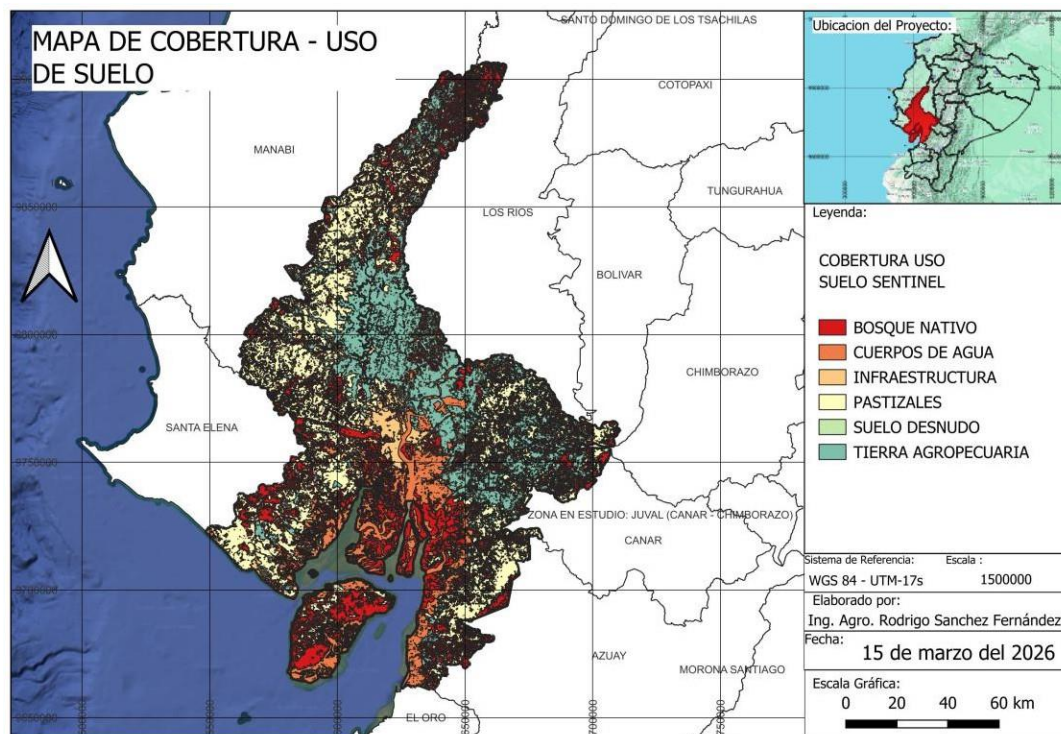 MAPA DE COBERTURA - USO
DE SUELO
SANTO DOMINGO DE LOS TSACHILAS
COTOPAXI
MANABI
TUNGURAHUA
LOS RIOS
BOLIVAR
CHIMBORAZO
SANTA ELENA
ZONA EN ESTUDIO: JUVAL (CANAR - CHIMBORAZO)
CANAR
AZUAY
MORONA SANTIAGO
EL ORO
9850000
9800000
9750000
9700000
Ubicacion del Proyecto:
Leyenda:
COBERTURA USO
SUELO SENTINEL
BOSQUE NATIVO
CUERPOS DE AGUA
INFRAESTRUCTURA
PASTIZALES
SUELO DESNUDO
TIERRA AGROPECUARIA
Sistema de Referencia:
Escala :
WGS 84 - UTM-17s
1500000
Elaborado por:
Ing. Agro. Rodrigo Sanchez Fernández
Fecha:
15 de marzo del 2026
Escala Gráfica:
0 20 40 60 km